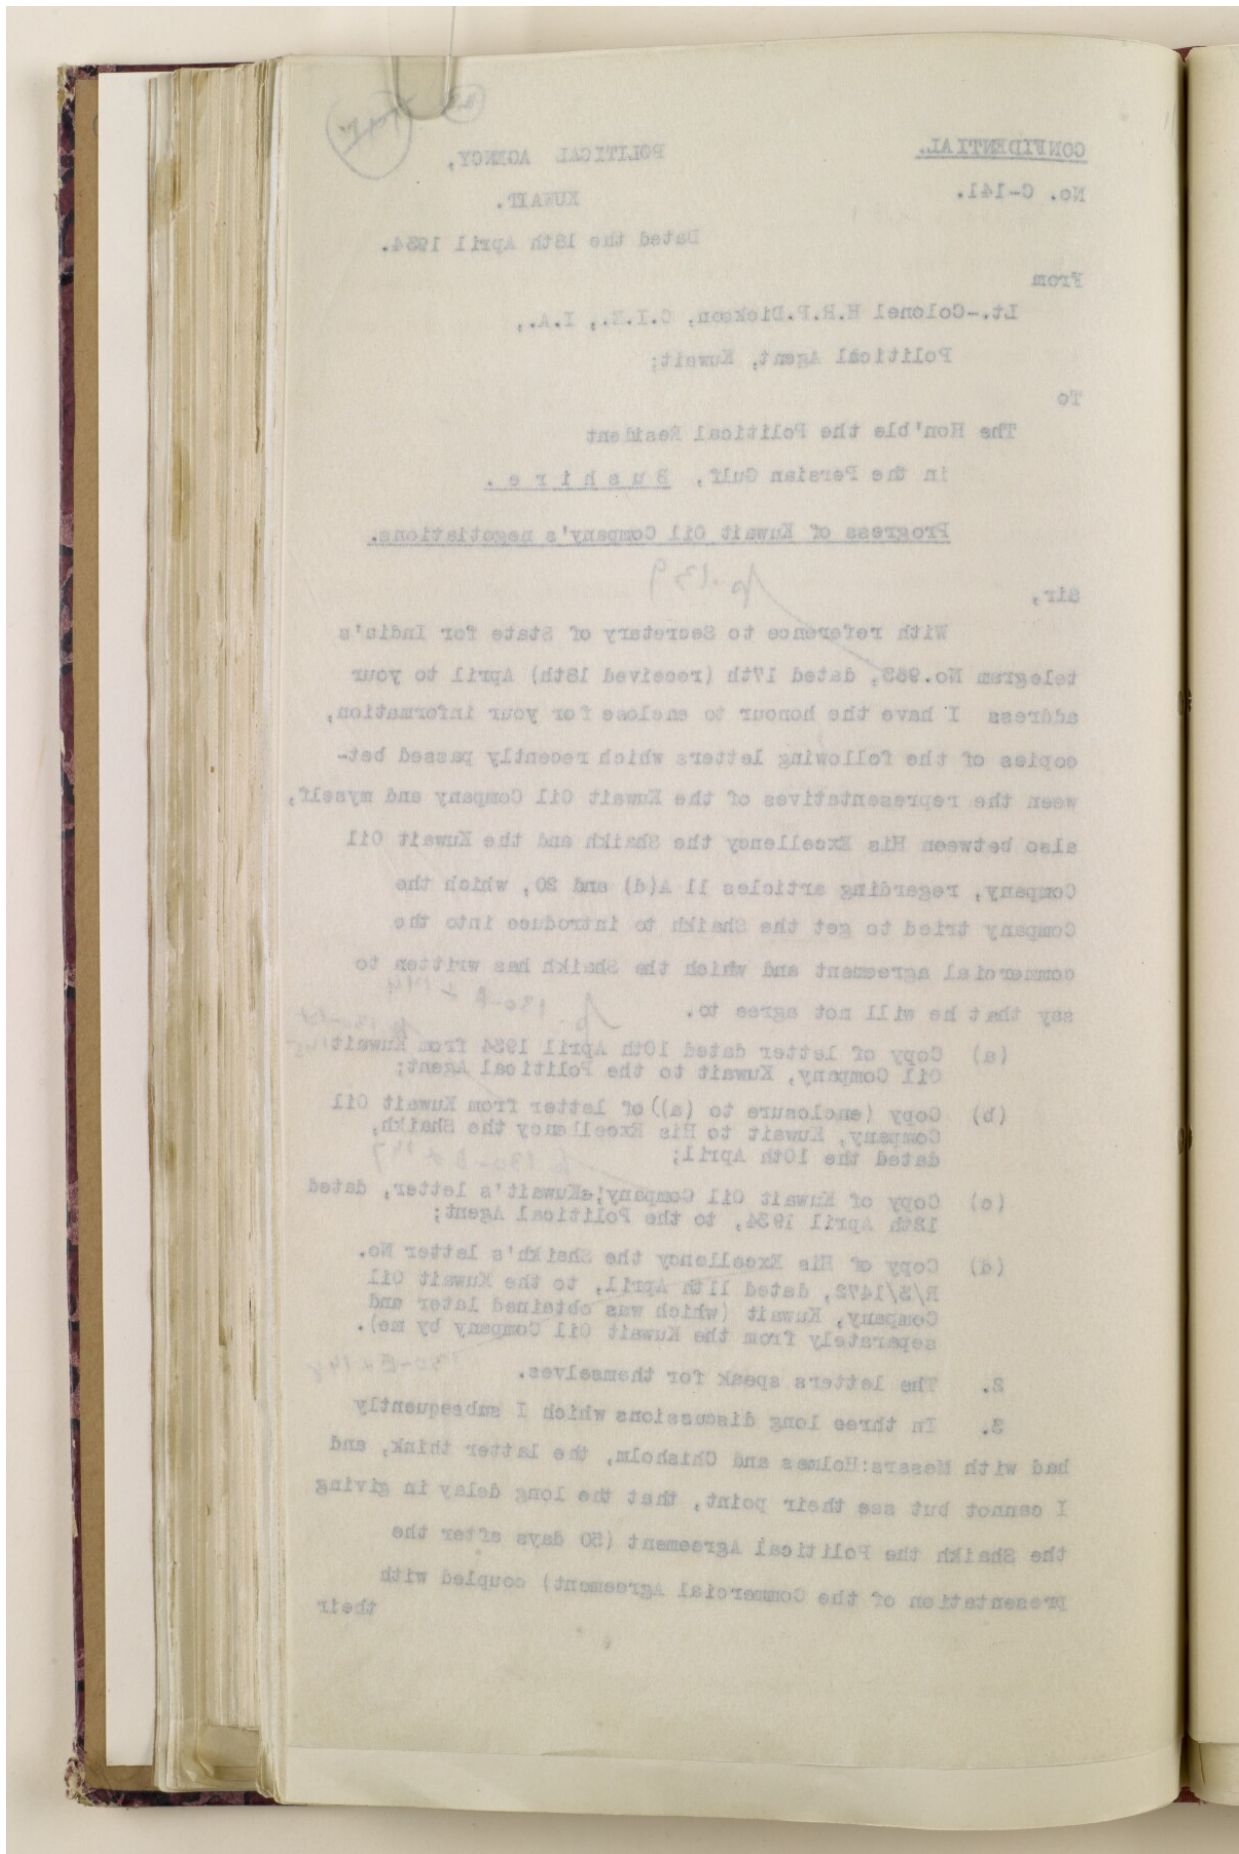 CONFIDENTIAL.
POLITICAL AGENCY,
No. C-141.
KUWAIT.
Dated the 18th April 1934.
From
Lt.-Colonel H.R.P.Dickson, C.I.E., I.A.,
Political Agent, Kuwait;
To
The Hon'ble the Political Resident
in the Persian Gulf, B u s h i r e .
Progress of Kuwait Oil Company's negotiations.
p.139
Sir,
With reference to Secretary of State for India's
telegram No.963, dated 17th (received 18th) April to your
address I have the honour to enclose for your information,
copies of the following letters which recently passed bet-
ween the representatives of the Kuwait Oil Company and myself,
also between His Excellency the Shaikh and the Kuwait Oil
Company, regarding articles 11 A(d) and 20, which the
Company tried to get the Shaikh to introduce into the
commercial agreement and which the Shaikh has written to
say that he will not agree to.
(a) Copy of letter dated 10th April 1934 from Kuwait
Oil Company, Kuwait to the Political Agent;
(b) Copy (enclosure to (a)) of letter from Kuwait Oil
Company, Kuwait to His Excellency the Shaikh,
dated the 10th April;
(c) Copy of Kuwait Oil Company, Kuwait's letter, dated
18th April 1934, to the Political Agent;
(d) Copy of His Excellency the Shaikh's letter No.
R/3/1472, dated 11th April, to the Kuwait Oil
Company, Kuwait (which was obtained later and
separately from the Kuwait Oil Company by me).
2. The letters speak for themselves.
3. In three long discussions which I subsequently
had with Messrs:Holmes and Chisholm, the latter think, and
I cannot but see their point, that the long delay in giving
the Shaikh the Political Agreement (50 days after the
presentation of the Commercial Agreement) coupled with
their